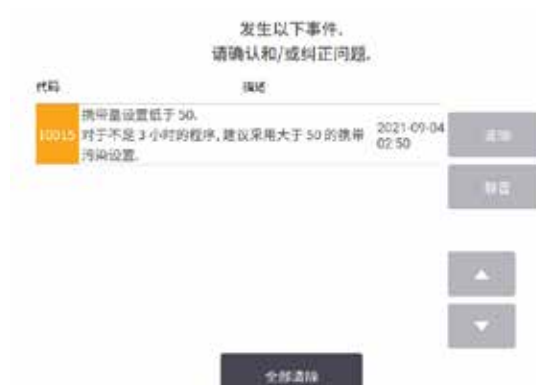 发生以下事件.
请确认和/或纠正问题.
代码 描述
携带量设置低于 50.
10015 对于不足 3 小时的程序, 建议采用大于 50 的携带 2021-09-04
污染设置. 02:50
清除
静音
全部清除